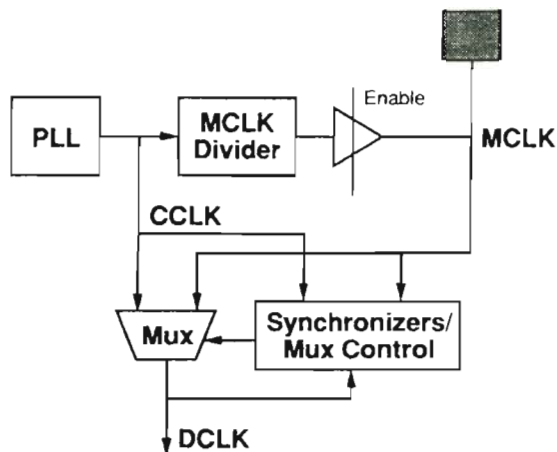 Enable
PLL
MCLK
Divider
MCLK
CCLK
Mux
Synchronizers/
Mux Control
DCLK